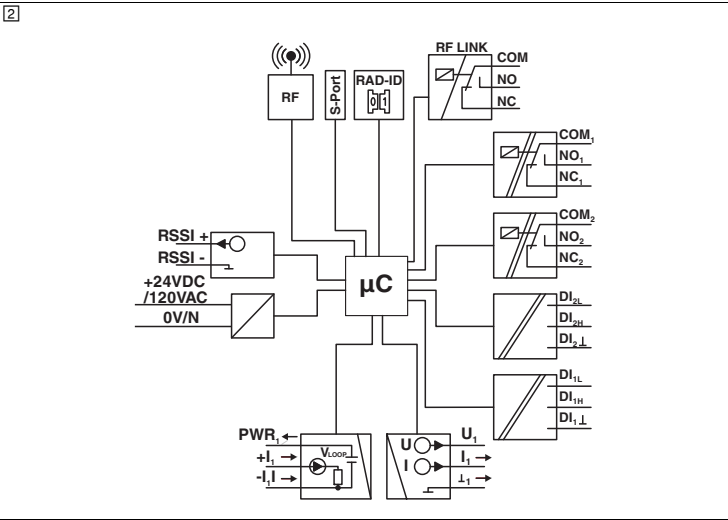 2
RF LINK
COM
NO
NC
RF
S-Port
RAD-ID
0 1
COM₁
NO₁
NC₁
COM₂
NO₂
NC₂
RSSI +
RSSI -
+24VDC
/120VAC
0V/N
µC
DI₂L
DI₂H
DI₂⊥
DI₁L
DI₁H
DI₁⊥
PWR₁
+I₁
-I₁I
VLOOP
U
I
U₁
I₁
⊥₁